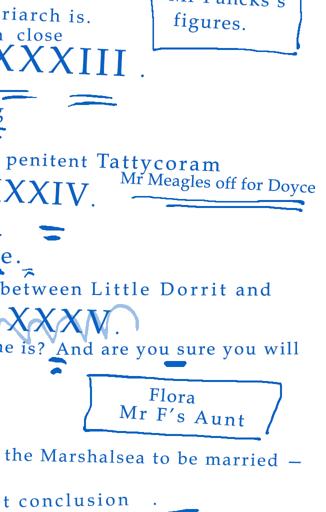 riarch is.
Mr Pancks's
figures.
close
XXXIII .
penitent Tattycoram
Mr Meagles off for Doyce
XXXIV.
e.
between Little Dorrit and
XXXV.
ne is? And are you sure you will
Flora
Mr F's Aunt
the Marshalsea to be married —
t conclusion .